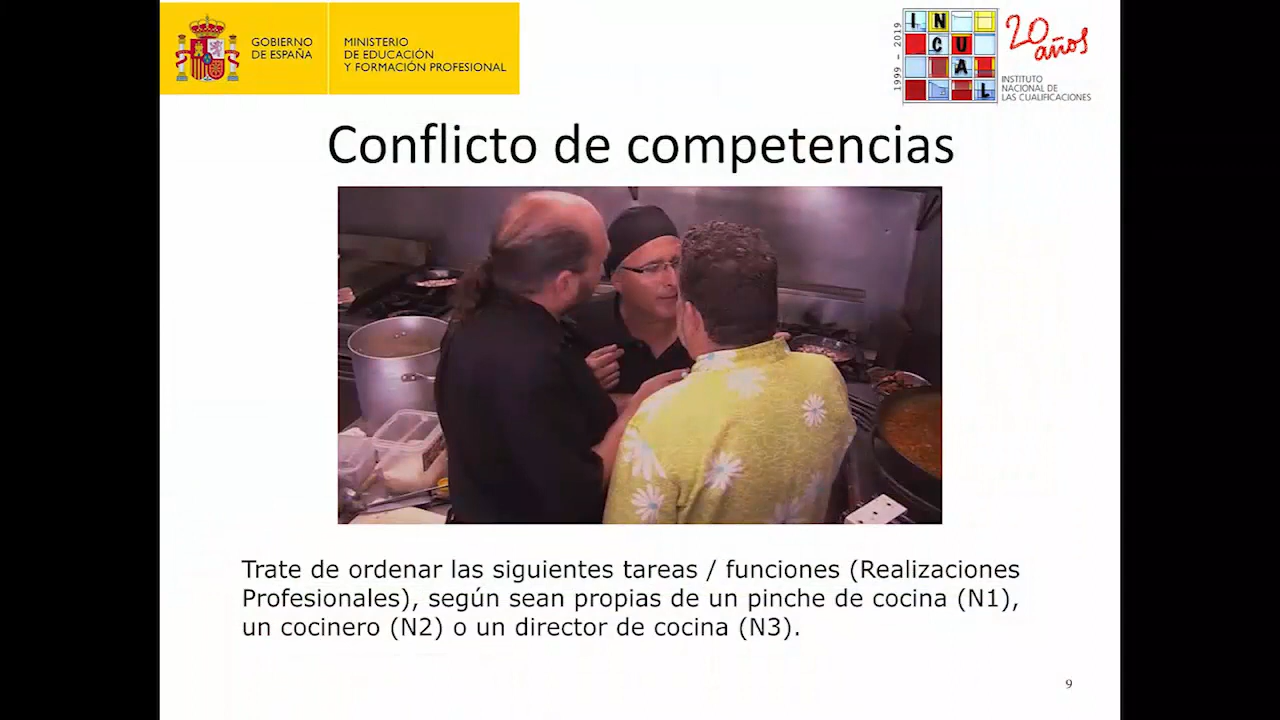 GOBIERNO
DE ESPAÑA
MINISTERIO
DE EDUCACIÓN
Y FORMACIÓN PROFESIONAL
1999 - 2019
I N
C U
A
L
20
años
INSTITUTO
NACIONAL DE
LAS CUALIFICACIONES
Conflicto de competencias
Trate de ordenar las siguientes tareas / funciones (Realizaciones
Profesionales), según sean propias de un pinche de cocina (N1),
un cocinero (N2) o un director de cocina (N3).
9